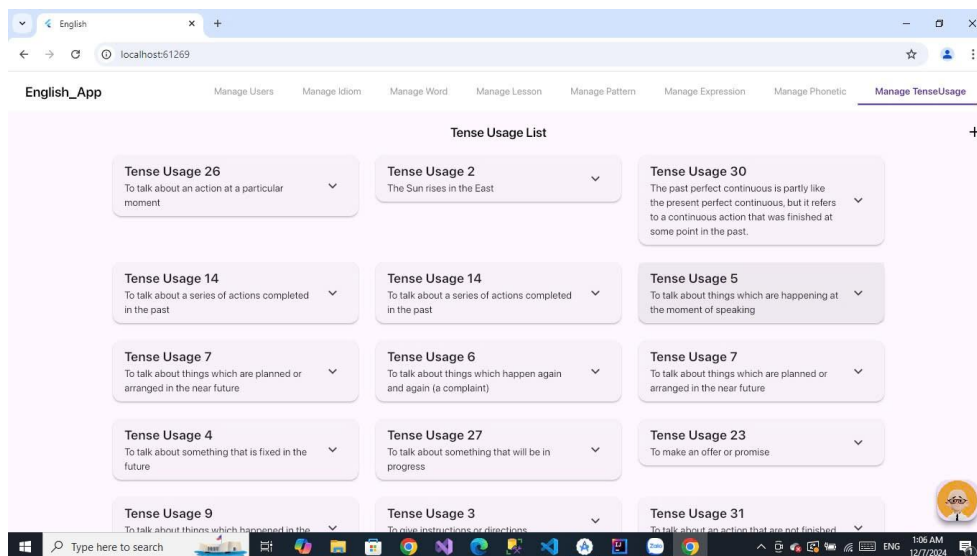 English
localhost:61269
English_App
Manage Users
Manage Idiom
Manage Word
Manage Lesson
Manage Pattern
Manage Expression
Manage Phonetic
Manage TenseUsage
Tense Usage List
Tense Usage 26
To talk about an action at a particular
moment
Tense Usage 2
The Sun rises in the East
Tense Usage 30
The past perfect continuous is partly like
the present perfect continuous, but it refers
to a continuous action that was finished at
some point in the past.
Tense Usage 14
To talk about a series of actions completed
in the past
Tense Usage 14
To talk about a series of actions completed
in the past
Tense Usage 5
To talk about things which are happening at
the moment of speaking
Tense Usage 7
To talk about things which are planned or
arranged in the near future
Tense Usage 6
To talk about things which happen again
and again (a complaint)
Tense Usage 7
To talk about things which are planned or
arranged in the near future
Tense Usage 4
To talk about something that is fixed in the
future
Tense Usage 27
To talk about something that will be in
progress
Tense Usage 23
To make an offer or promise
Tense Usage 9
To talk about things which happened in the
Tense Usage 3
To give instructions or directions
Tense Usage 31
To talk about an action that are not finished
Type here to search
ENG
1:06 AM
12/7/2024